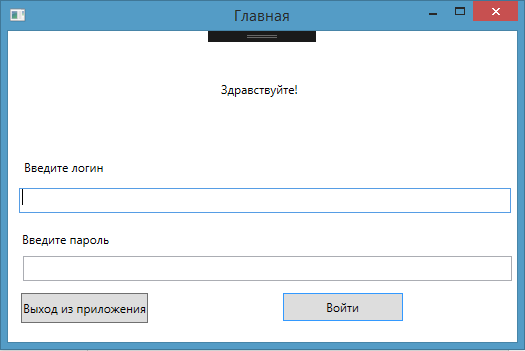 Главная
Здравствуйте!
Введите логин
Введите пароль
Выход из приложения
Войти